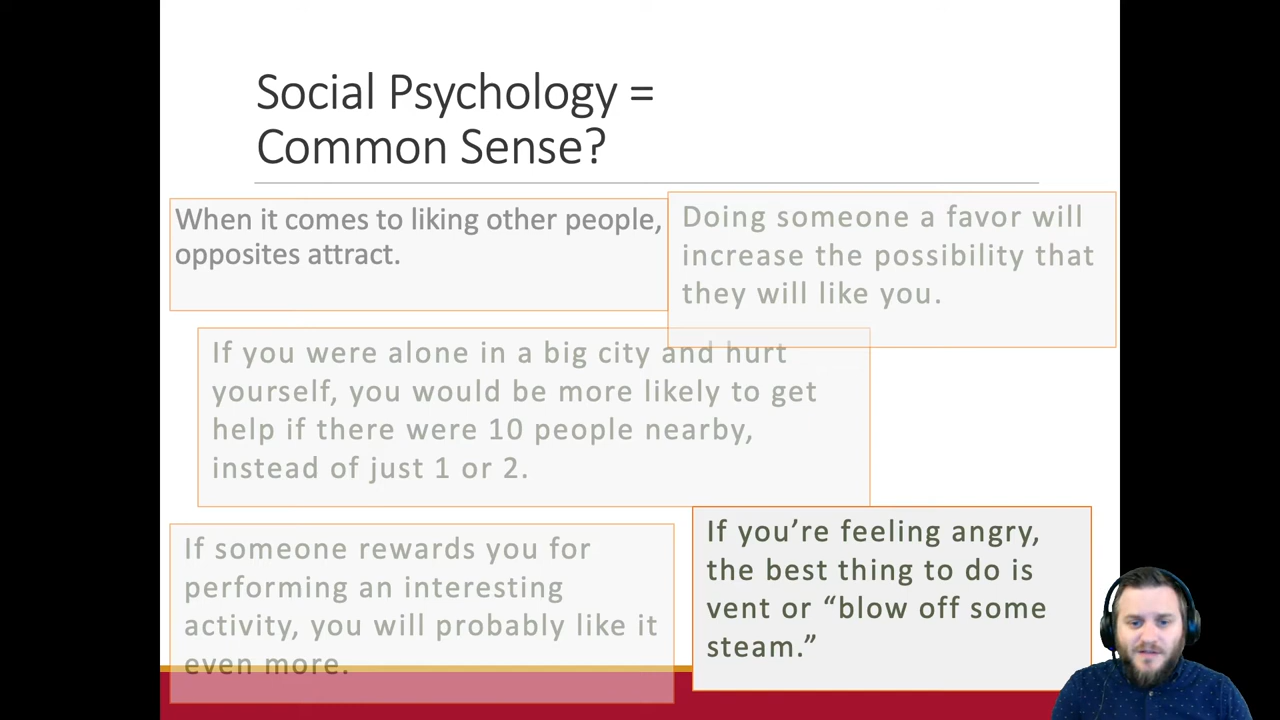 Social Psychology =
Common Sense?
When it comes to liking other people,
opposites attract.
Doing someone a favor will
increase the possibility that
they will like you.
If you were alone in a big city and hurt
yourself, you would be more likely to get
help if there were 10 people nearby,
instead of just 1 or 2.
If someone rewards you for
performing an interesting
activity, you will probably like it
even more.
If you’re feeling angry,
the best thing to do is
vent or “blow off some
steam.”